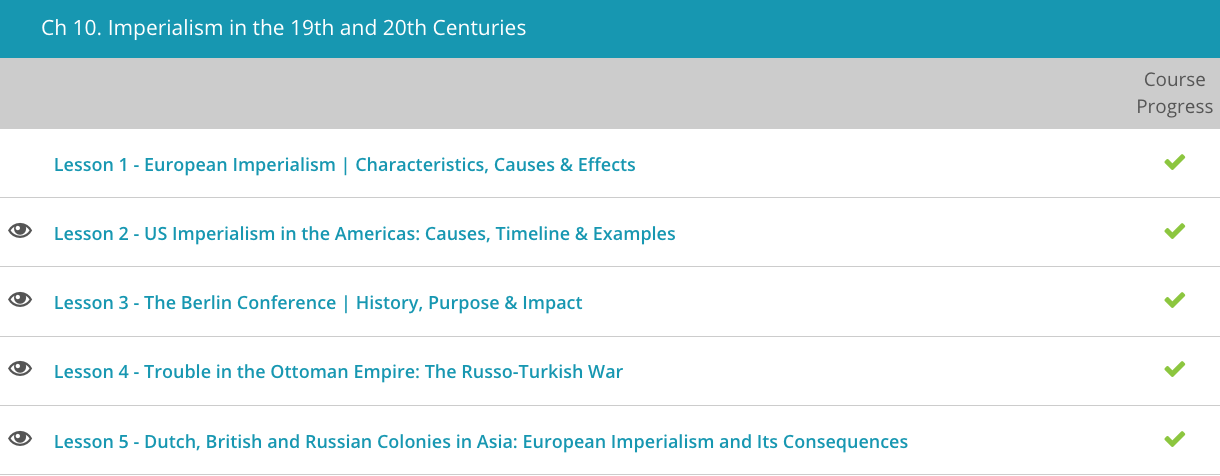 Ch 10. Imperialism in the 19th and 20th Centuries
Course
Progress
Lesson 1 - European Imperialism | Characteristics, Causes & Effects
Lesson 2 - US Imperialism in the Americas: Causes, Timeline & Examples
Lesson 3 - The Berlin Conference | History, Purpose & Impact
Lesson 4 - Trouble in the Ottoman Empire: The Russo-Turkish War
Lesson 5 - Dutch, British and Russian Colonies in Asia: European Imperialism and Its Consequences